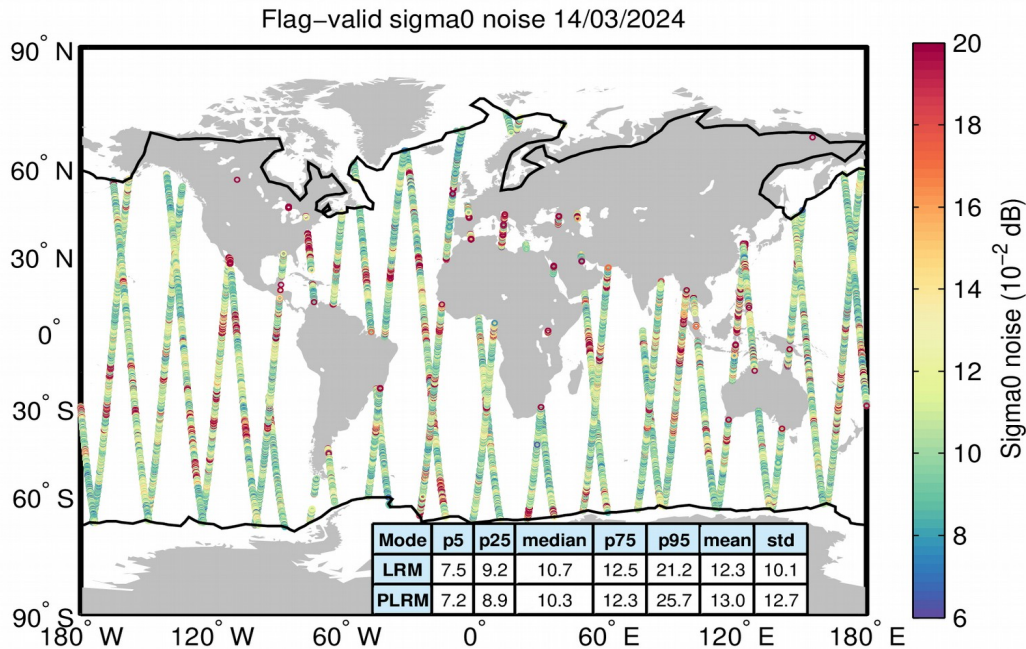 Flag−valid sigma0 noise 14/03/2024
90° N
60° N
30° N
0°
30° S
60° S
90° S
180° W
120° W
60° W
0°
60° E
120° E
180° E
Mode p5 p25 median p75 p95 mean std
LRM 7.5 9.2 10.7 12.5 21.2 12.3 10.1
PLRM 7.2 8.9 10.3 12.3 25.7 13.0 12.7
20
18
16
14
12
10
8
6
Sigma0 noise (10⁻² dB)